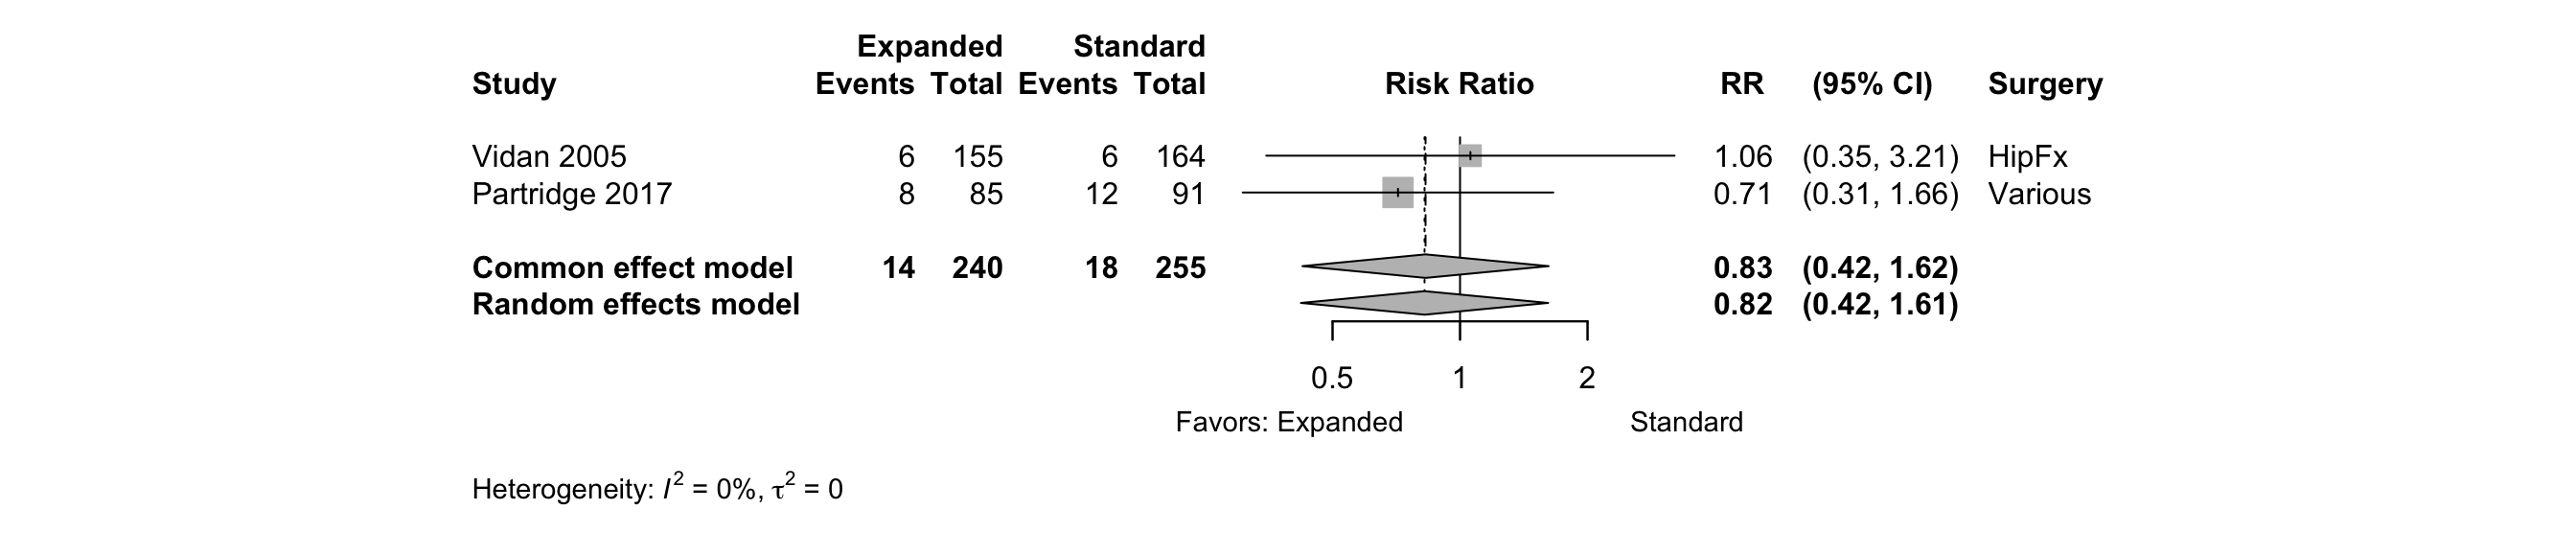 Expanded Standard
Study Events Total Events Total Risk Ratio RR (95% CI) Surgery
Vidan 2005 6 155 6 164 1.06 (0.35, 3.21) HipFx
Partridge 2017 8 85 12 91 0.71 (0.31, 1.66) Various
Common effect model 14 240 18 255 0.83 (0.42, 1.62)
Random effects model 0.82 (0.42, 1.61)
0.5 1 2
Favors: Expanded Standard
Heterogeneity: I² = 0%, τ² = 0